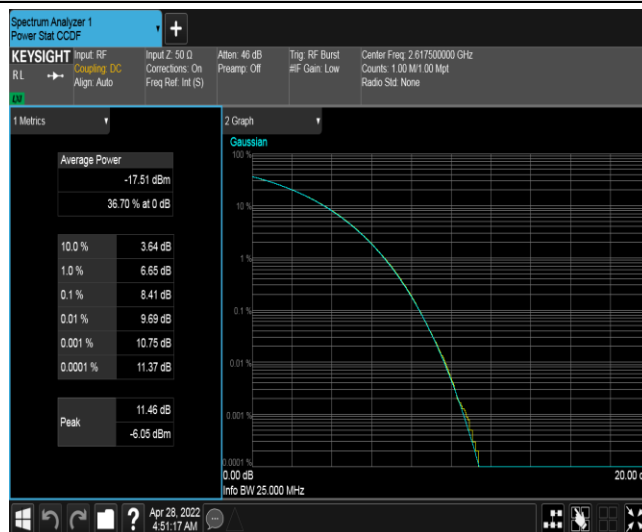 Spectrum Analyzer 1
Power Stat CCDF
+
KEYSIGHT
RL
LXI
Input: RF
Coupling: DC
Align: Auto
Input Z: 50 Ω
Corrections: On
Freq Ref: Int (S)
Atten: 46 dB
Preamp: Off
Trig: RF Burst
#IF Gain: Low
Center Freq: 2.617500000 GHz
Counts: 1.00 M/1.00 Mpt
Radio Std: None
1 Metrics
Average Power
-17.51 dBm
36.70 % at 0 dB
10.0 % 3.64 dB
1.0 % 6.65 dB
0.1 % 8.41 dB
0.01 % 9.69 dB
0.001 % 10.75 dB
0.0001 % 11.37 dB
Peak
11.46 dB
-6.05 dBm
2 Graph
Gaussian
100 %
10 %
1 %
0.1 %
0.01 %
0.001 %
0.0001 %
0.00 dB
20.00
Info BW 25.000 MHz
?
Apr 28, 2022
4:51:17 AM